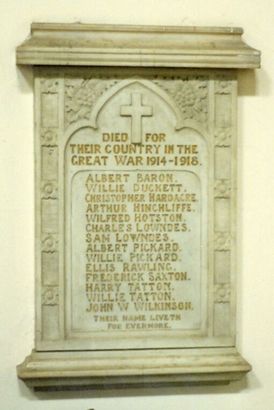 DIED FOR
THEIR COUNTRY IN THE
GREAT WAR 1914-1918.
ALBERT BARON.
WILLIE DUCKETT.
CHRISTOPHER HARDACRE.
ARTHUR HINCHLIFFE.
WILFRED HOTSTON.
CHARLES LOWNDES.
SAM LOWNDES.
ALBERT PICKARD.
WILLIE PICKARD.
ELLIS RAWLING.
FREDERICK SAXTON.
HARRY TATTON.
WILLIE TATTON.
JOHN W WILKINSON.
THEIR NAME LIVETH
FOR EVERMORE.